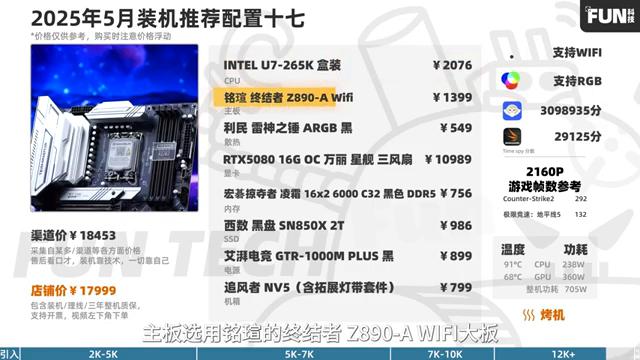 2025年5月装机推荐配置十七
*价格仅供参考，购买时注意价格浮动
FUN科技
INTEL U7-265K 盒装 ￥2076
CPU
铭瑄 终结者 Z890-A Wifi ￥1399
主板
利民 雷神之锤 ARGB 黑 ￥549
散热
RTX5080 16G OC 万丽 星舰 三风扇 ￥10989
显卡
宏碁掠夺者 凌霜 16x2 6000 C32 黑色 DDR5 ￥756
内存
西数 黑盘 SN850X 2T ￥986
SSD
艾湃电竞 GTR-1000M PLUS 黑 ￥899
电源
追风者 NV5（含拓展灯带套件） ￥799
机箱
支持WIFI
支持RGB
3098935分
29125分
Time spy 分数
2160P
游戏帧数参考
Counter-Strike2 292
极限竞速：地平线5 132
温度 功耗
91°C CPU 238W
68°C GPU 360W
整机功耗 705W
烤机
渠道价￥18453
采集自某多/某东等各方面价格
售后看口才，装机靠技术，一切靠自己
店铺价￥17999
包含装机/理线/三年整机质保，
支持开票，视频左下角下单
FUN TECH
主板选用铭瑄的终结者 Z890-A WIFI大板
引入 2K-5K 5K-7K 7K-10K 12K+